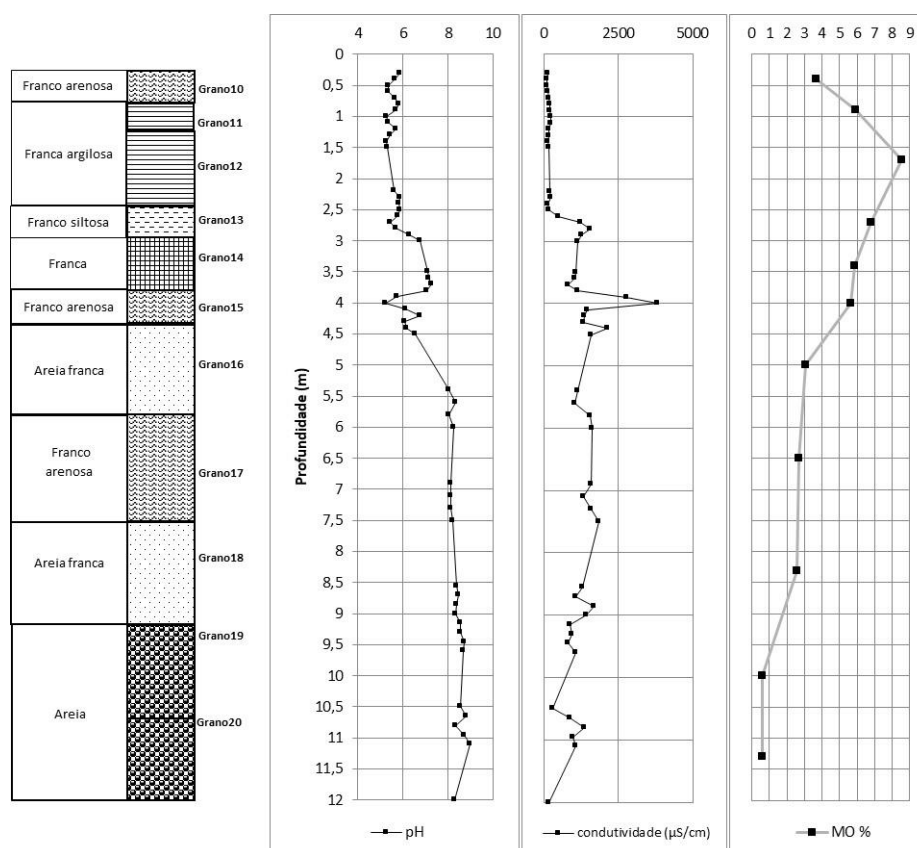 4 6 8 10
0 2500 5000
0 1 2 3 4 5 6 7 8 9
Franco arenosa
Grano10
Grano11
Franca argilosa
Grano12
Franco siltosa
Grano13
Franca
Grano14
Franco arenosa
Grano15
Areia franca
Grano16
Franco
arenosa
Grano17
Areia franca
Grano18
Grano19
Areia
Grano20
Profundidade (m)
0
0,5
1
1,5
2
2,5
3
3,5
4
4,5
5
5,5
6
6,5
7
7,5
8
8,5
9
9,5
10
10,5
11
11,5
12
pH
condutividade (µS/cm)
MO %